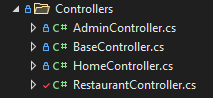 Controllers
C# AdminController.cs
C# BaseController.cs
C# HomeController.cs
C# RestaurantController.cs